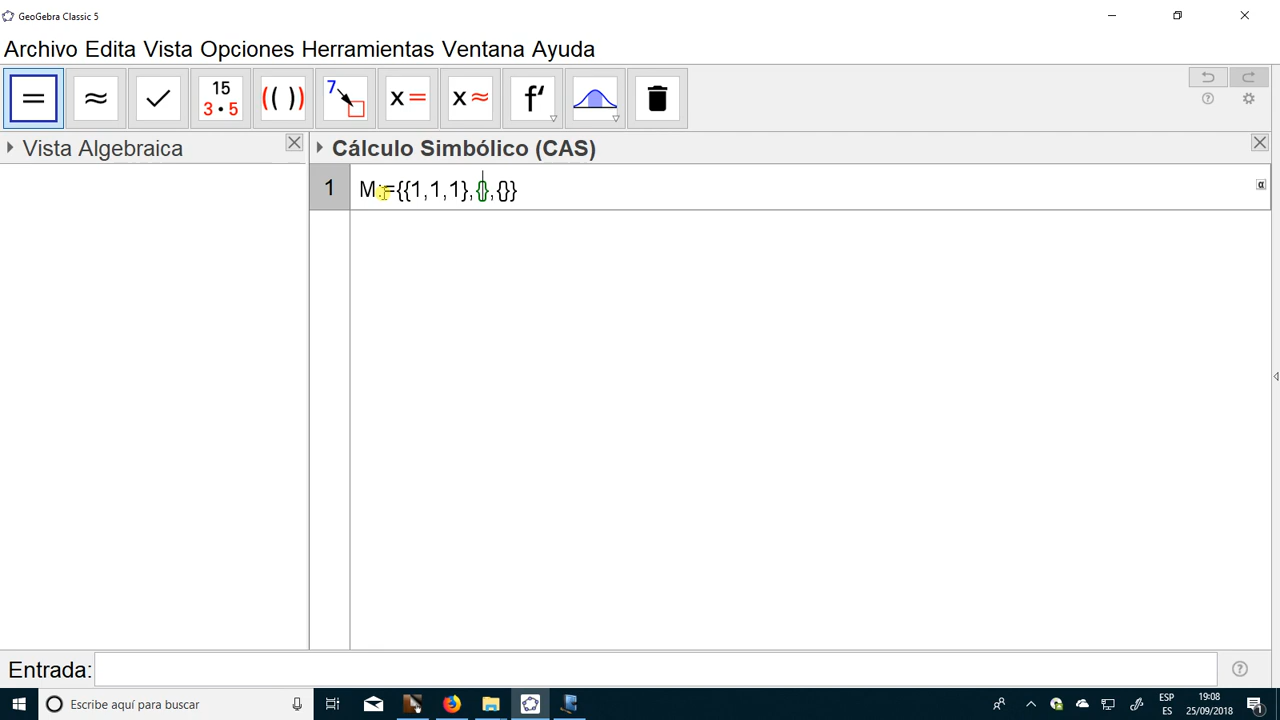 GeoGebra Classic 5
Archivo Edita Vista Opciones Herramientas Ventana Ayuda
= ≈ ✓ 15 3•5 (( )) 7 x = x ≈ f‘
Vista Algebraica
Cálculo Simbólico (CAS)
1 M:={{1,1,1},{},{}} α
Entrada:
Escribe aquí para buscar
ESP 19:08
ES 25/09/2018 1